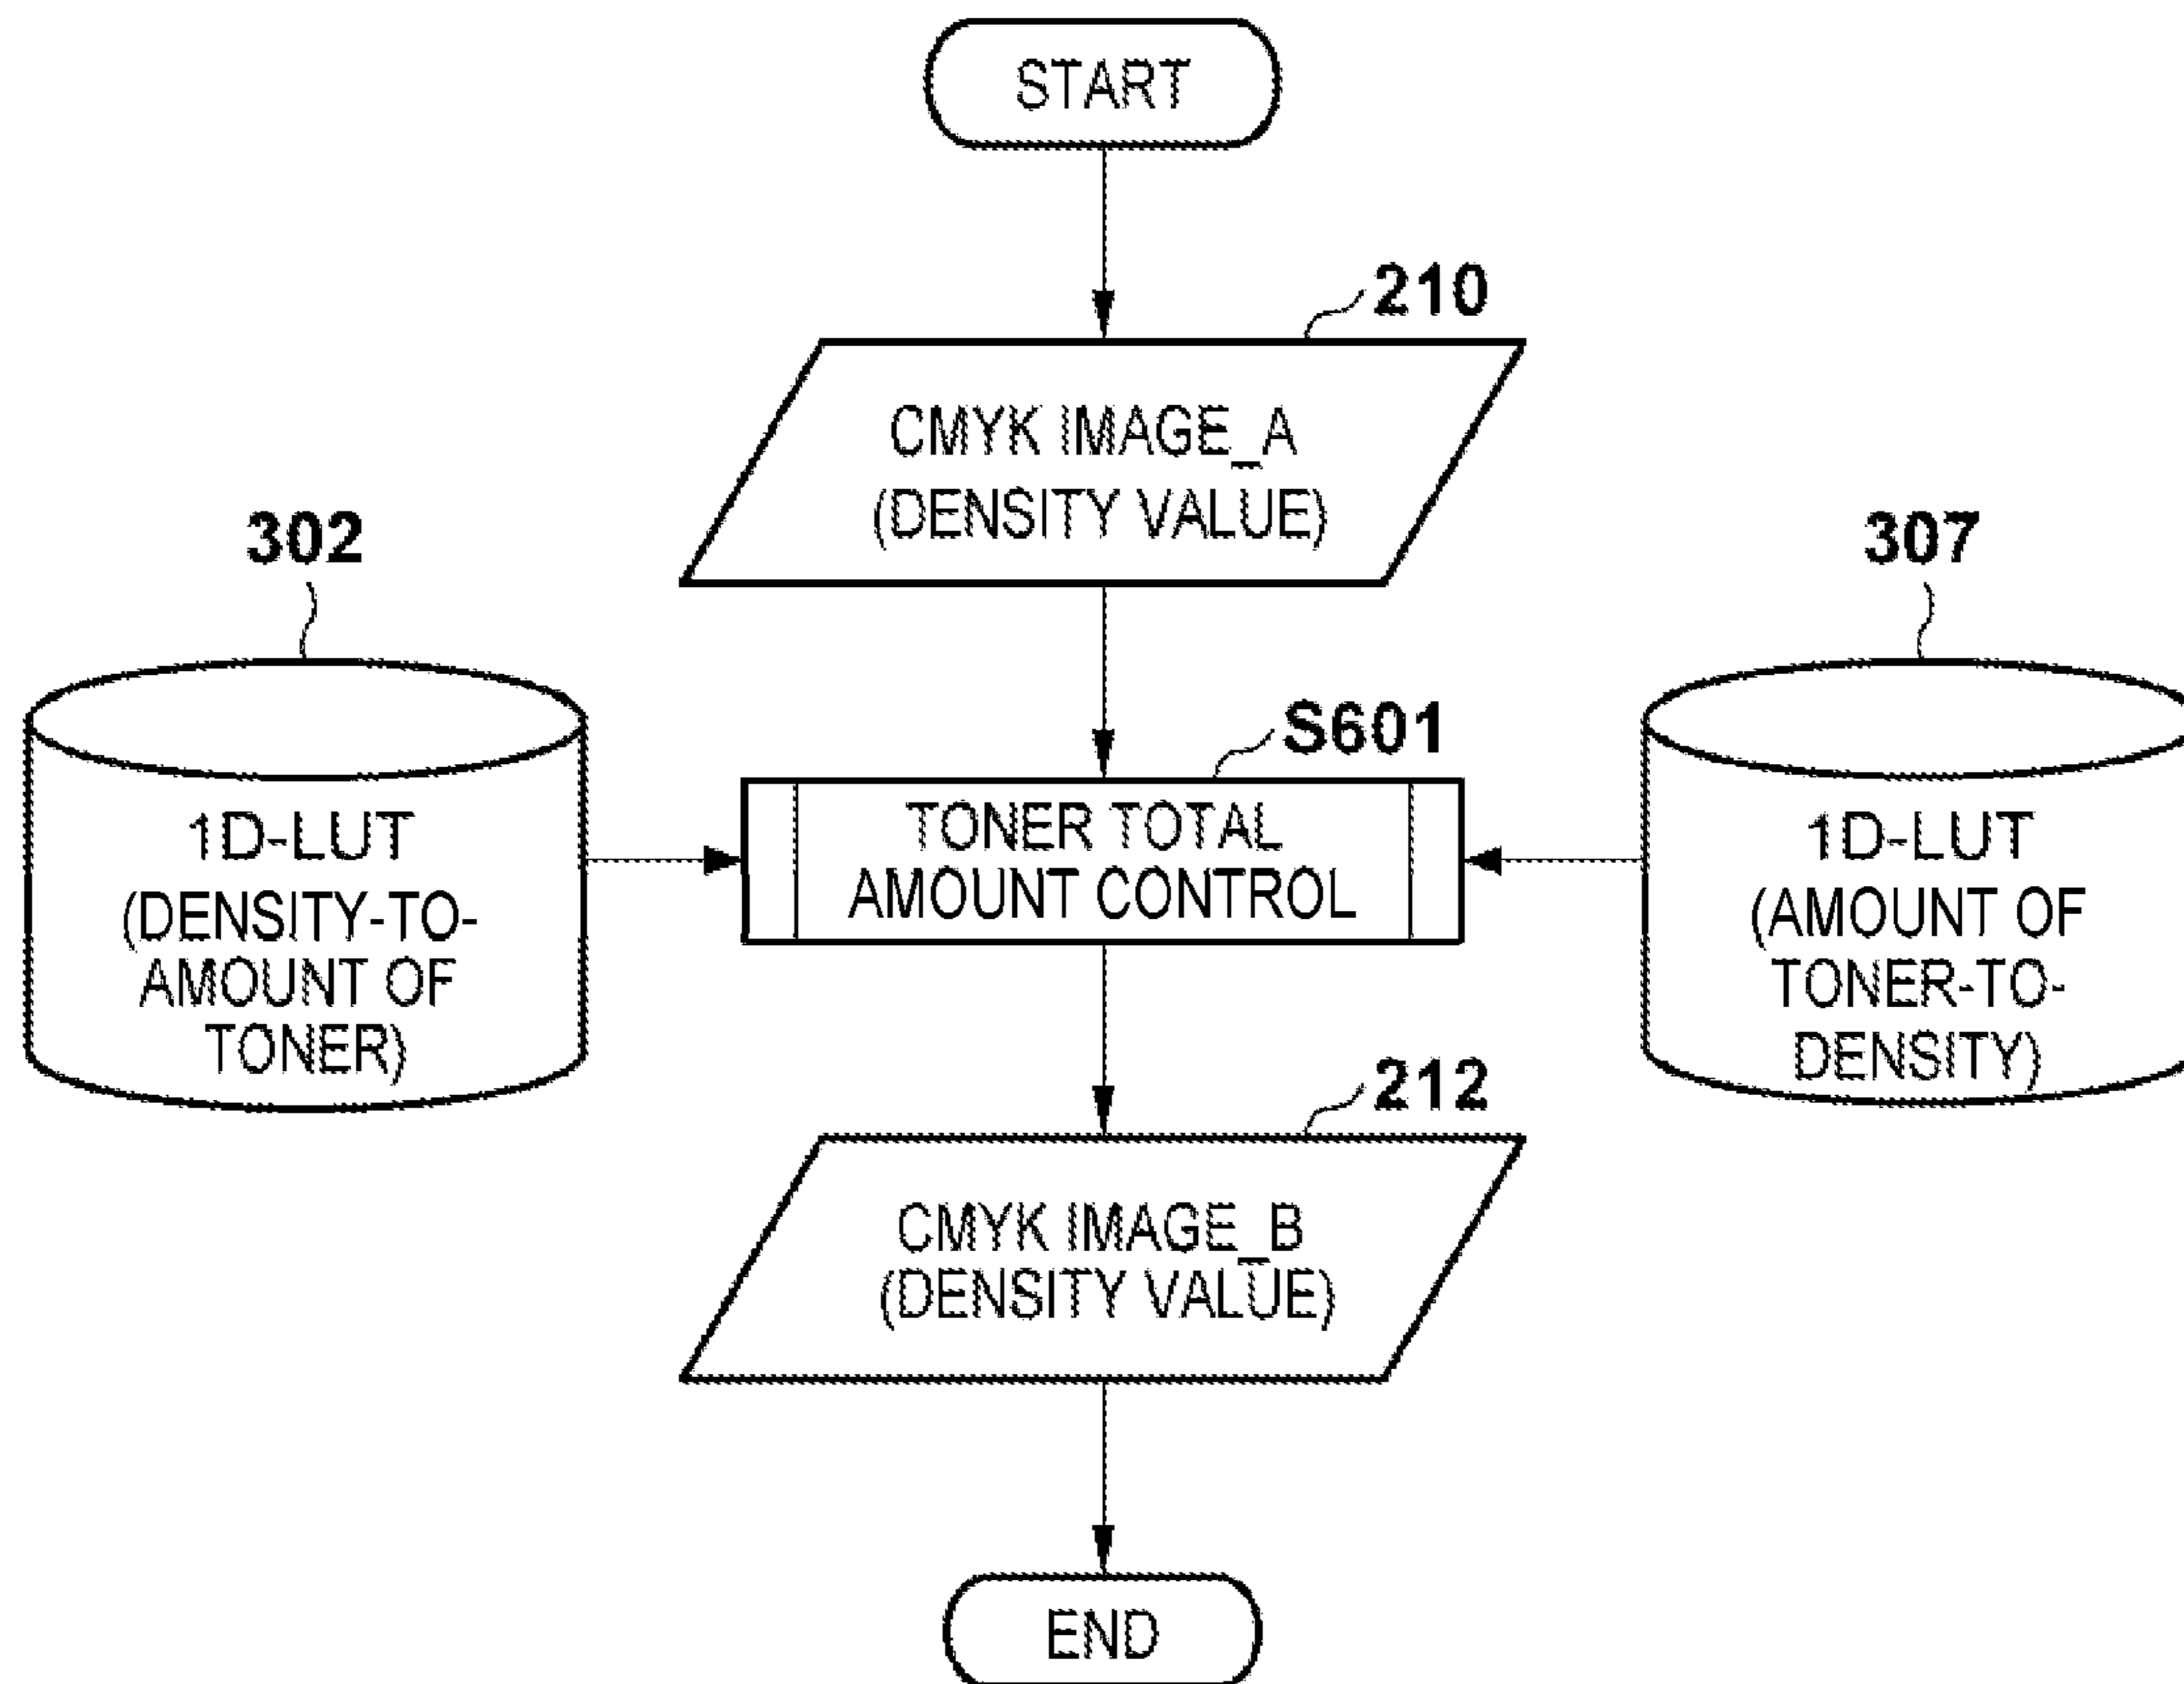 START
210
CMYK IMAGE_A
(DENSITY VALUE)
302
1D-LUT
(DENSITY-TO-
AMOUNT OF
TONER)
S601
TONER TOTAL
AMOUNT CONTROL
307
1D-LUT
(AMOUNT OF
TONER-TO-
DENSITY)
212
CMYK IMAGE_B
(DENSITY VALUE)
END